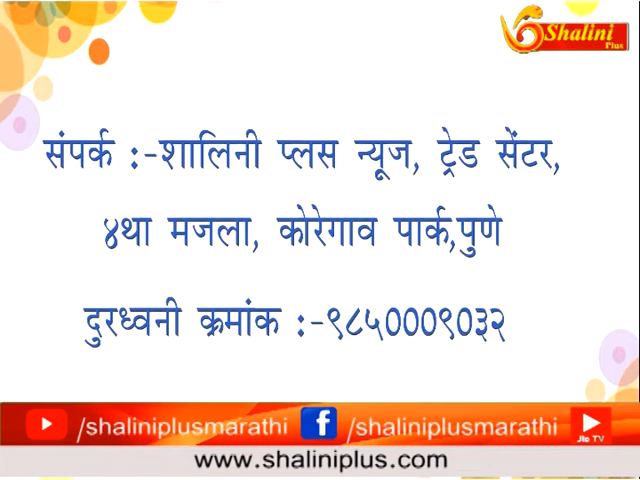 Shalini
Plus
संपर्क :-शालिनी प्लस न्यूज, ट्रेड सेंटर,
४था मजला, कोरेगाव पार्क,पुणे
दुरध्वनी क्रमांक :-९८५०००९०३२
/shaliniplusmarathi /shaliniplusmarathi
Jio TV
www.shaliniplus.com